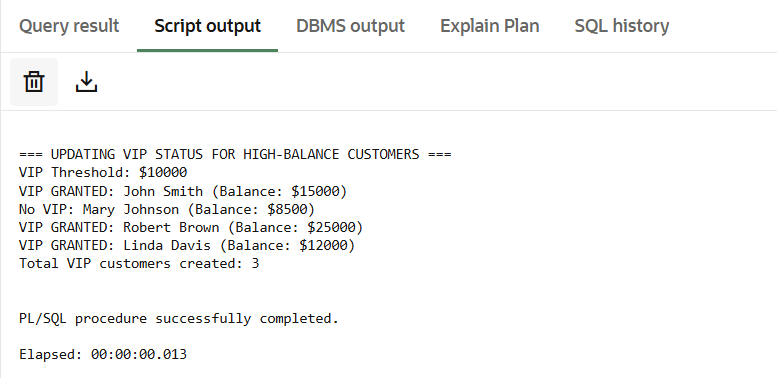 Query result Script output DBMS output Explain Plan SQL history
=== UPDATING VIP STATUS FOR HIGH-BALANCE CUSTOMERS ===
VIP Threshold: $10000
VIP GRANTED: John Smith (Balance: $15000)
No VIP: Mary Johnson (Balance: $8500)
VIP GRANTED: Robert Brown (Balance: $25000)
VIP GRANTED: Linda Davis (Balance: $12000)
Total VIP customers created: 3
PL/SQL procedure successfully completed.
Elapsed: 00:00:00.013